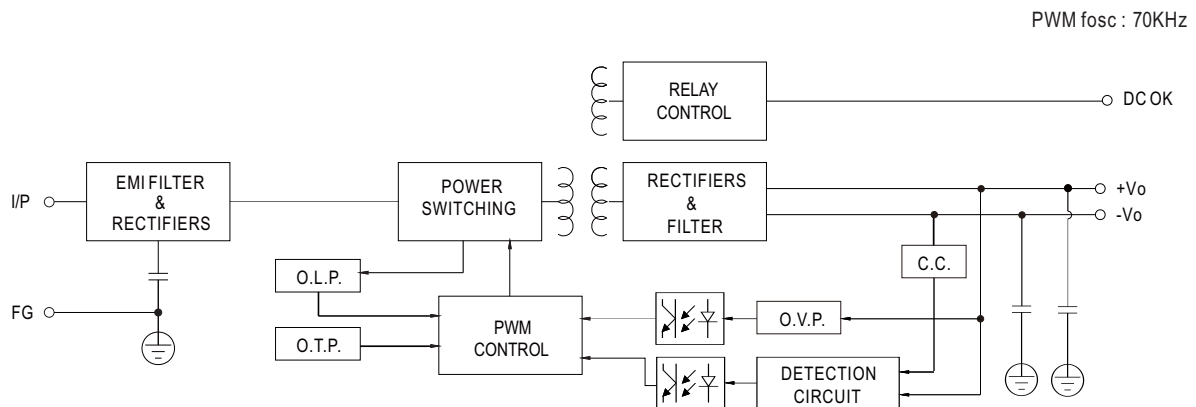 PWM fosc : 70KHz
RELAY
CONTROL
DC OK
I/P
EMI FILTER
&
RECTIFIERS
POWER
SWITCHING
RECTIFIERS
&
FILTER
+Vo
-Vo
C.C.
O.L.P.
FG
O.T.P.
PWM
CONTROL
O.V.P.
DETECTION
CIRCUIT